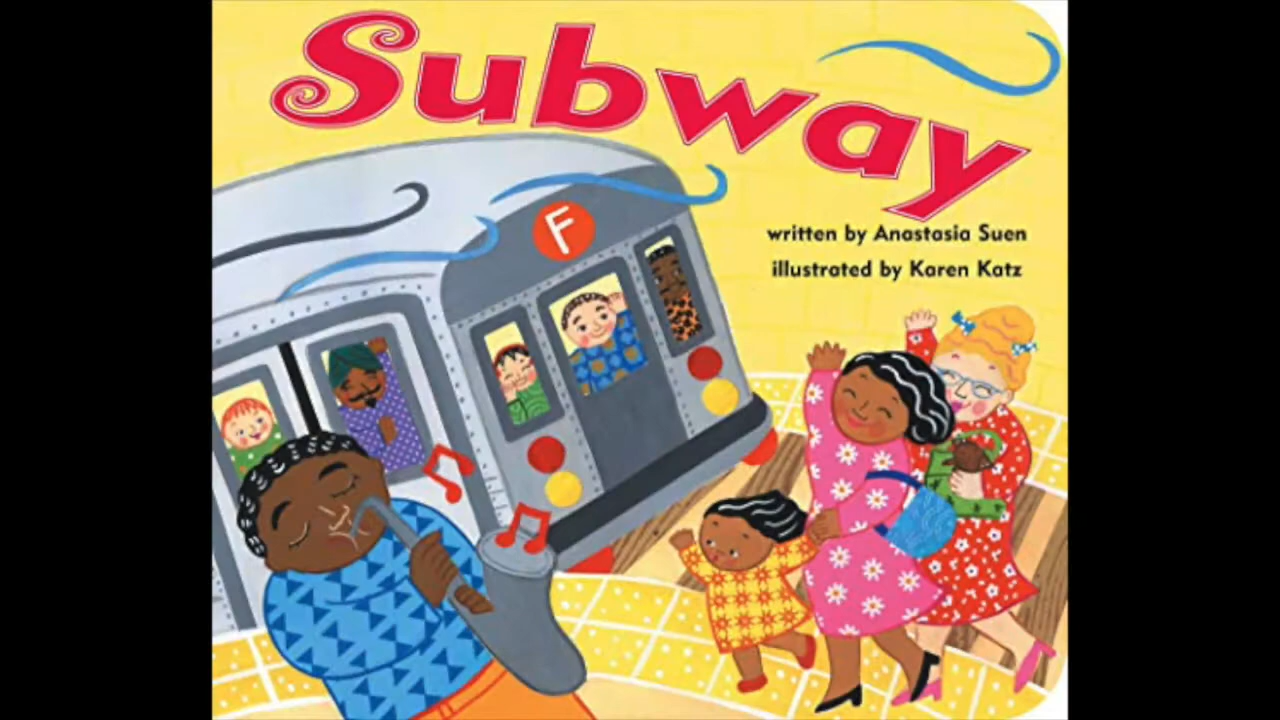 Subway
written by Anastasia Suen
illustrated by Karen Katz
F